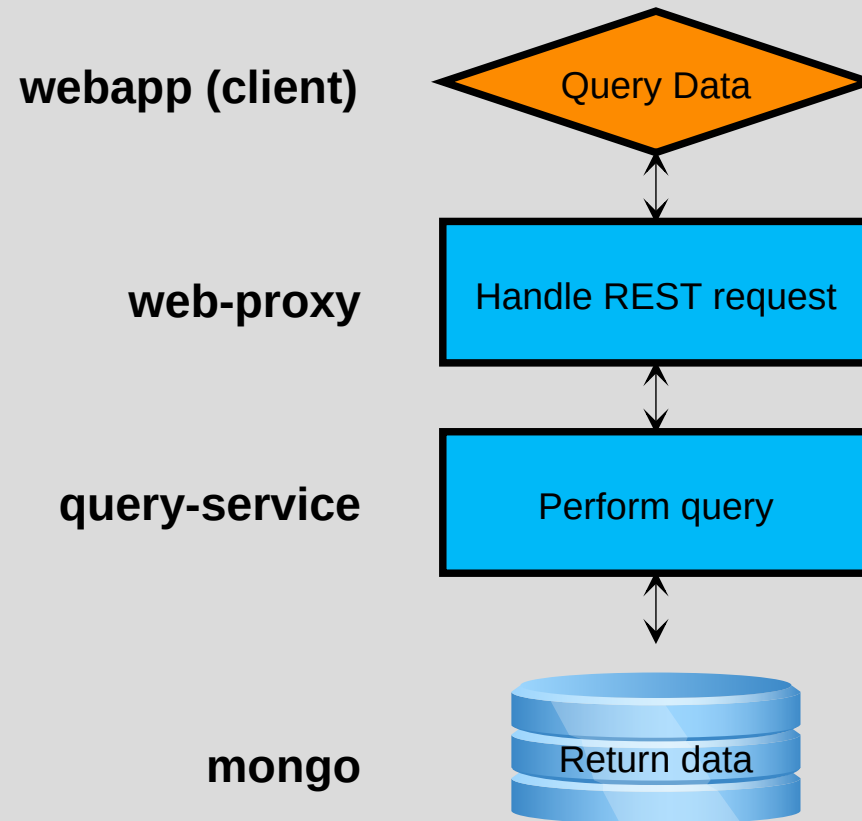 webapp (client)
Query Data
web-proxy
Handle REST request
query-service
Perform query
mongo
Return data